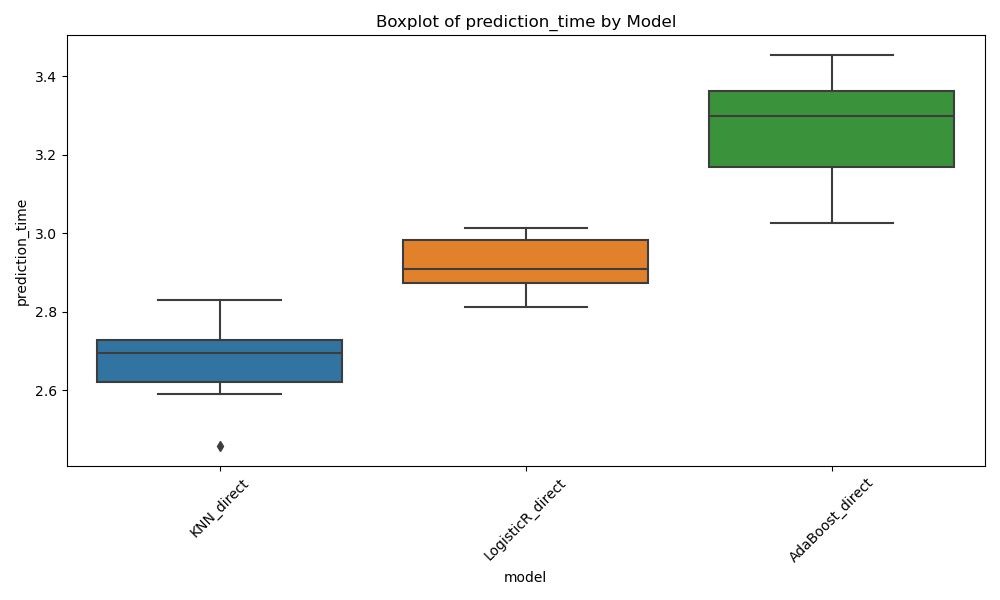 Boxplot of prediction_time by Model
prediction_time
3.4
3.2
3.0
2.8
2.6
KNN_direct
LogisticR_direct
AdaBoost_direct
model